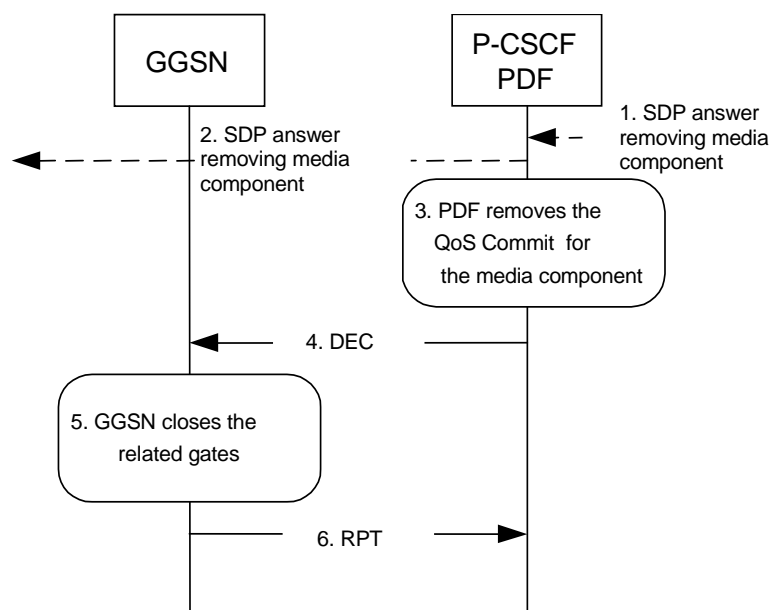 GGSN
P-CSCF
PDF
1. SDP answer
removing media
component
2. SDP answer
removing media
component
3. PDF removes the
QoS Commit for
the media component
4. DEC
5. GGSN closes the
related gates
6. RPT